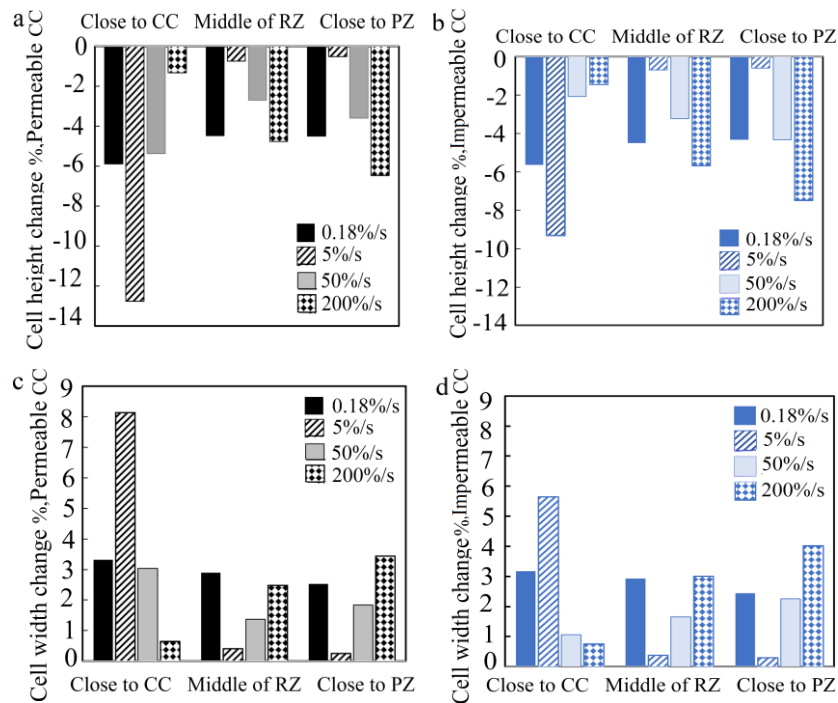 a
Close to CC Middle of RZ Close to PZ
Cell height change %,Permeable CC
0
-2
-4
-6
-8
-10
-12
-14
0.18%/s
5%/s
50%/s
200%/s
b
Close to CC Middle of RZ Close to PZ
Cell height change %,Impermeable CC
0
-2
-4
-6
-8
-10
-12
-14
0.18%/s
5%/s
50%/s
200%/s
c
Cell width change %,Permeable CC
9
8
7
6
5
4
3
2
1
0
0.18%/s
5%/s
50%/s
200%/s
Close to CC Middle of RZ Close to PZ
d
Cell width change%,Impermeable CC
9
8
7
6
5
4
3
2
1
0
0.18%/s
5%/s
50%/s
200%/s
Close to CC Middle of RZ Close to PZ